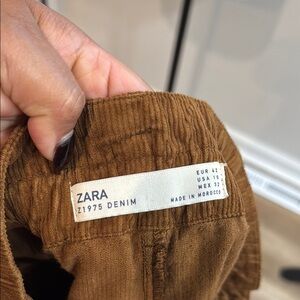 ZARA
Z1975 DENIM
EUR 42
USA 10
MEX 32
MADE IN MOROCCO